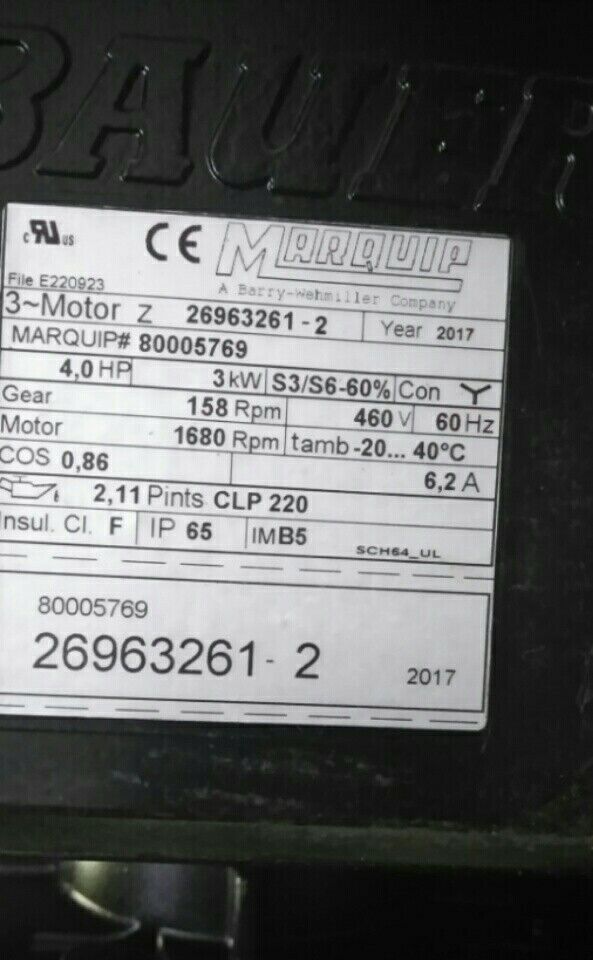 BAUER
c RU us CE MARQUIP
File E220923 A Barry-Wehmiller Company
3~Motor Z 26963261-2 Year 2017
MARQUIP# 80005769
4,0 HP 3 kW S3/S6-60% Con Y
Gear 158 Rpm 460 V 60 Hz
Motor 1680 Rpm tamb -20... 40°C
COS 0,86 6,2 A
2,11 Pints CLP 220
Insul. Cl. F IP 65 IM B5 SCH64_UL
80005769
26963261-2 2017